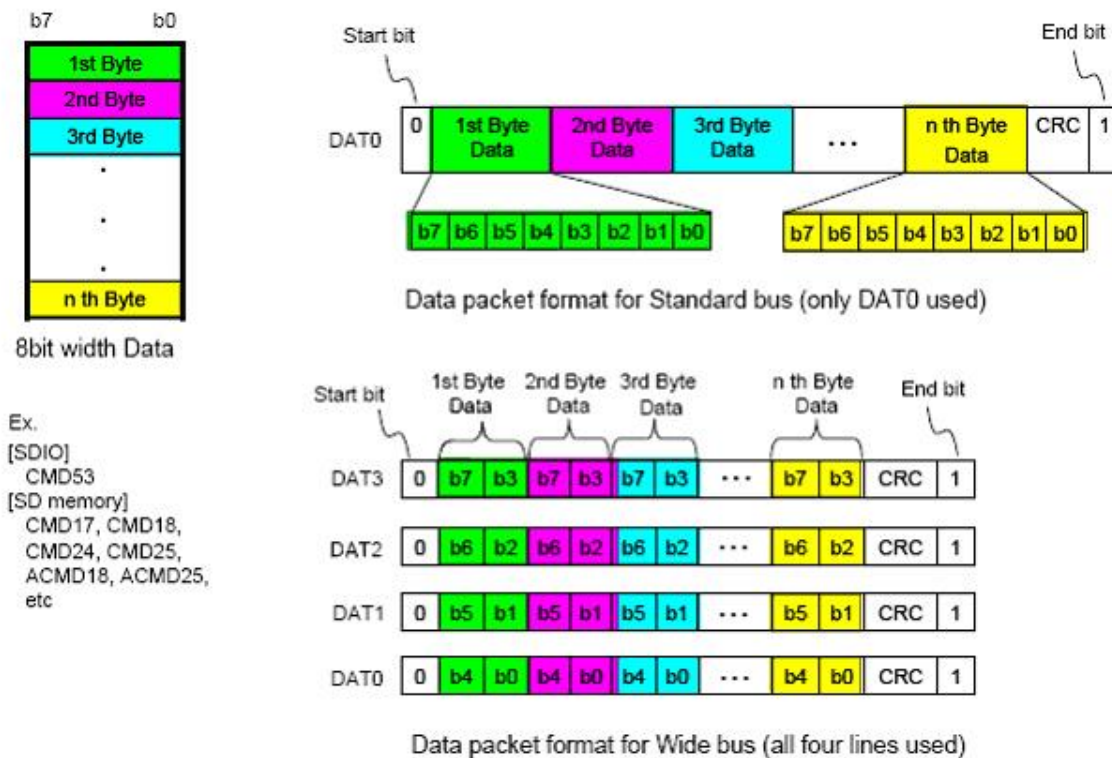 b7 b0
1st Byte
2nd Byte
3rd Byte
.
.
.
n th Byte
8bit width Data
Start bit
End bit
DAT0 0 1st Byte Data 2nd Byte Data 3rd Byte Data ... n th Byte Data CRC 1
b7 b6 b5 b4 b3 b2 b1 b0
b7 b6 b5 b4 b3 b2 b1 b0
Data packet format for Standard bus (only DAT0 used)
Ex.
[SDIO]
CMD53
[SD memory]
CMD17, CMD18,
CMD24, CMD25,
ACMD18, ACMD25,
etc
Start bit
1st Byte Data
2nd Byte Data
3rd Byte Data
n th Byte Data
End bit
DAT3 0 b7 b3 b7 b3 b7 b3 ... b7 b3 CRC 1
DAT2 0 b6 b2 b6 b2 b6 b2 ... b6 b2 CRC 1
DAT1 0 b5 b1 b5 b1 b5 b1 ... b5 b1 CRC 1
DAT0 0 b4 b0 b4 b0 b4 b0 ... b4 b0 CRC 1
Data packet format for Wide bus (all four lines used)